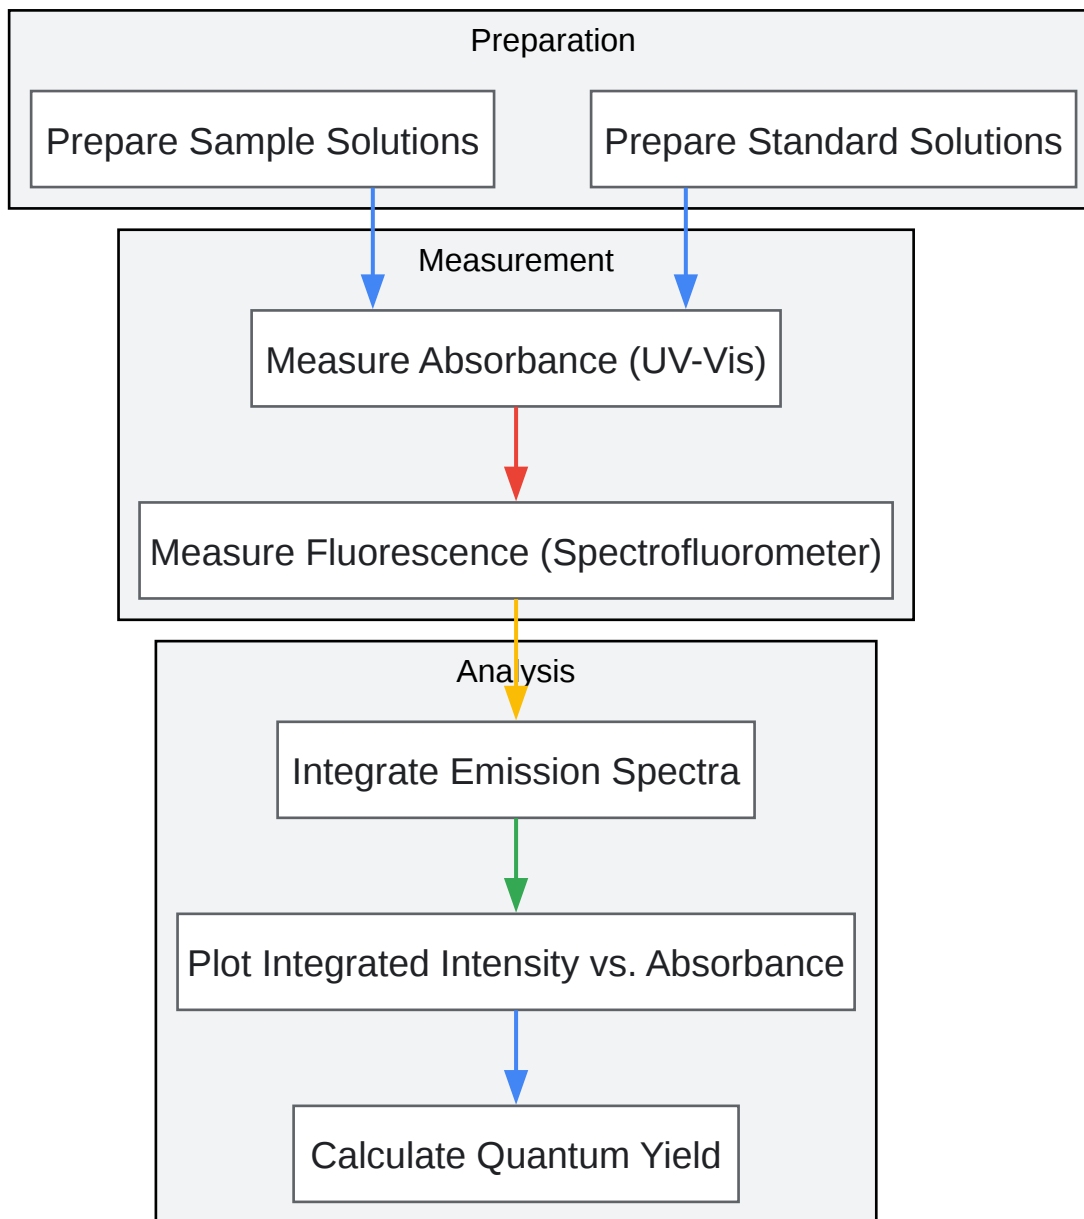 Preparation
Prepare Sample Solutions
Prepare Standard Solutions
Measurement
Measure Absorbance (UV-Vis)
Measure Fluorescence (Spectrofluorometer)
Analysis
Integrate Emission Spectra
Plot Integrated Intensity vs. Absorbance
Calculate Quantum Yield